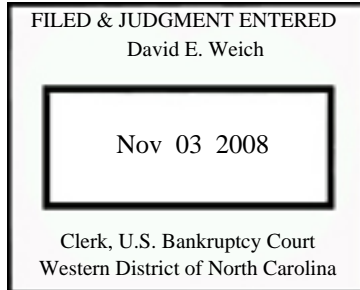 FILED & JUDGMENT ENTERED
David E. Weich
Nov 03 2008
Clerk, U.S. Bankruptcy Court
Western District of North Carolina